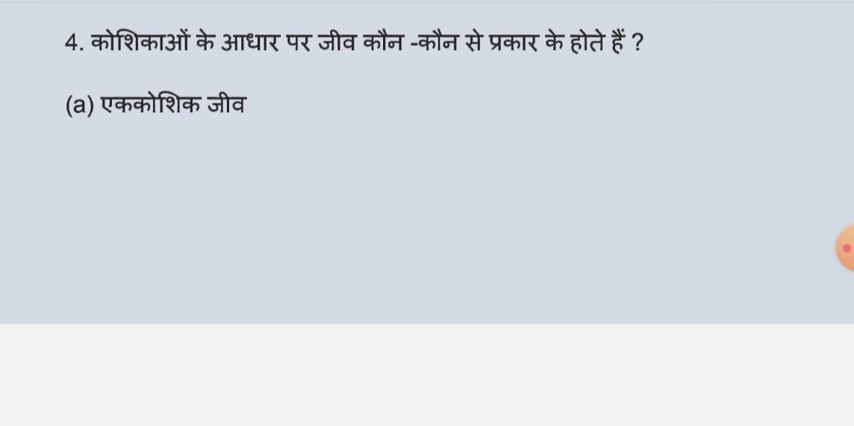 4. कोशिकाओं के आधार पर जीव कौन -कौन से प्रकार के होते हैं ?
(a) एककोशिक जीव